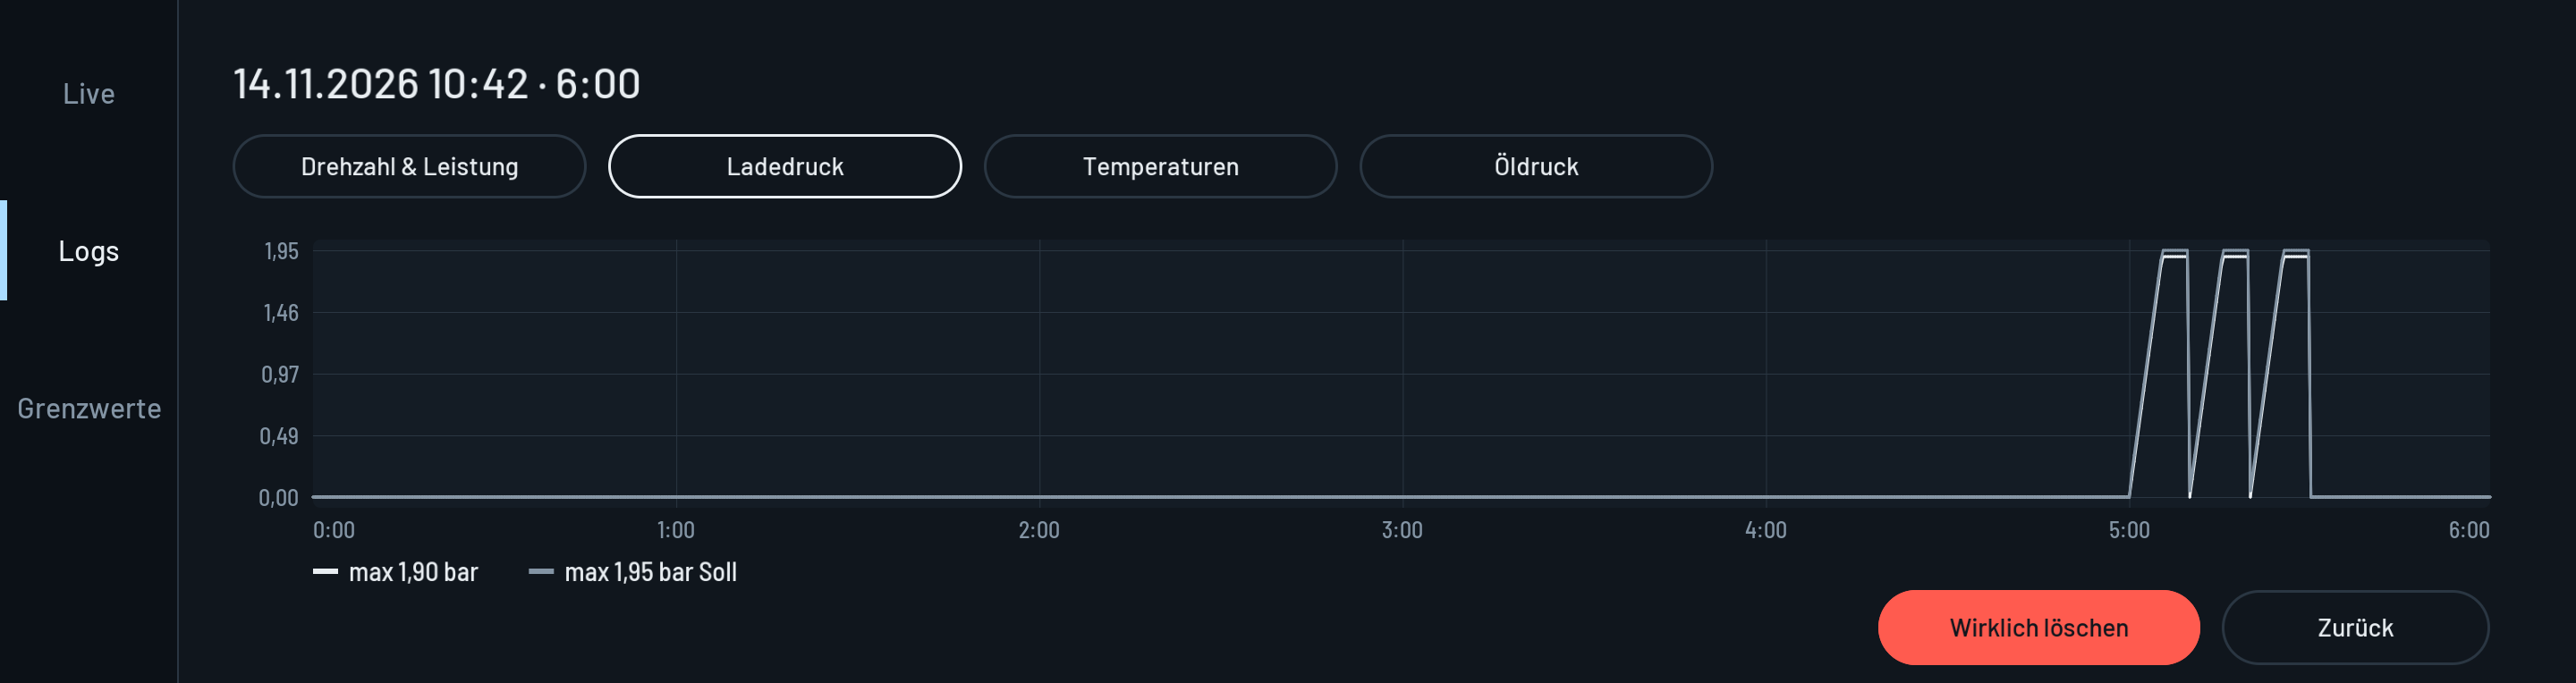 Live
Logs
Grenzwerte
14.11.2026 10:42 · 6:00
Drehzahl & Leistung
Ladedruck
Temperaturen
Öldruck
1,95
1,46
0,97
0,49
0,00
0:00 1:00 2:00 3:00 4:00 5:00 6:00
max 1,90 bar
max 1,95 bar Soll
Wirklich löschen
Zurück